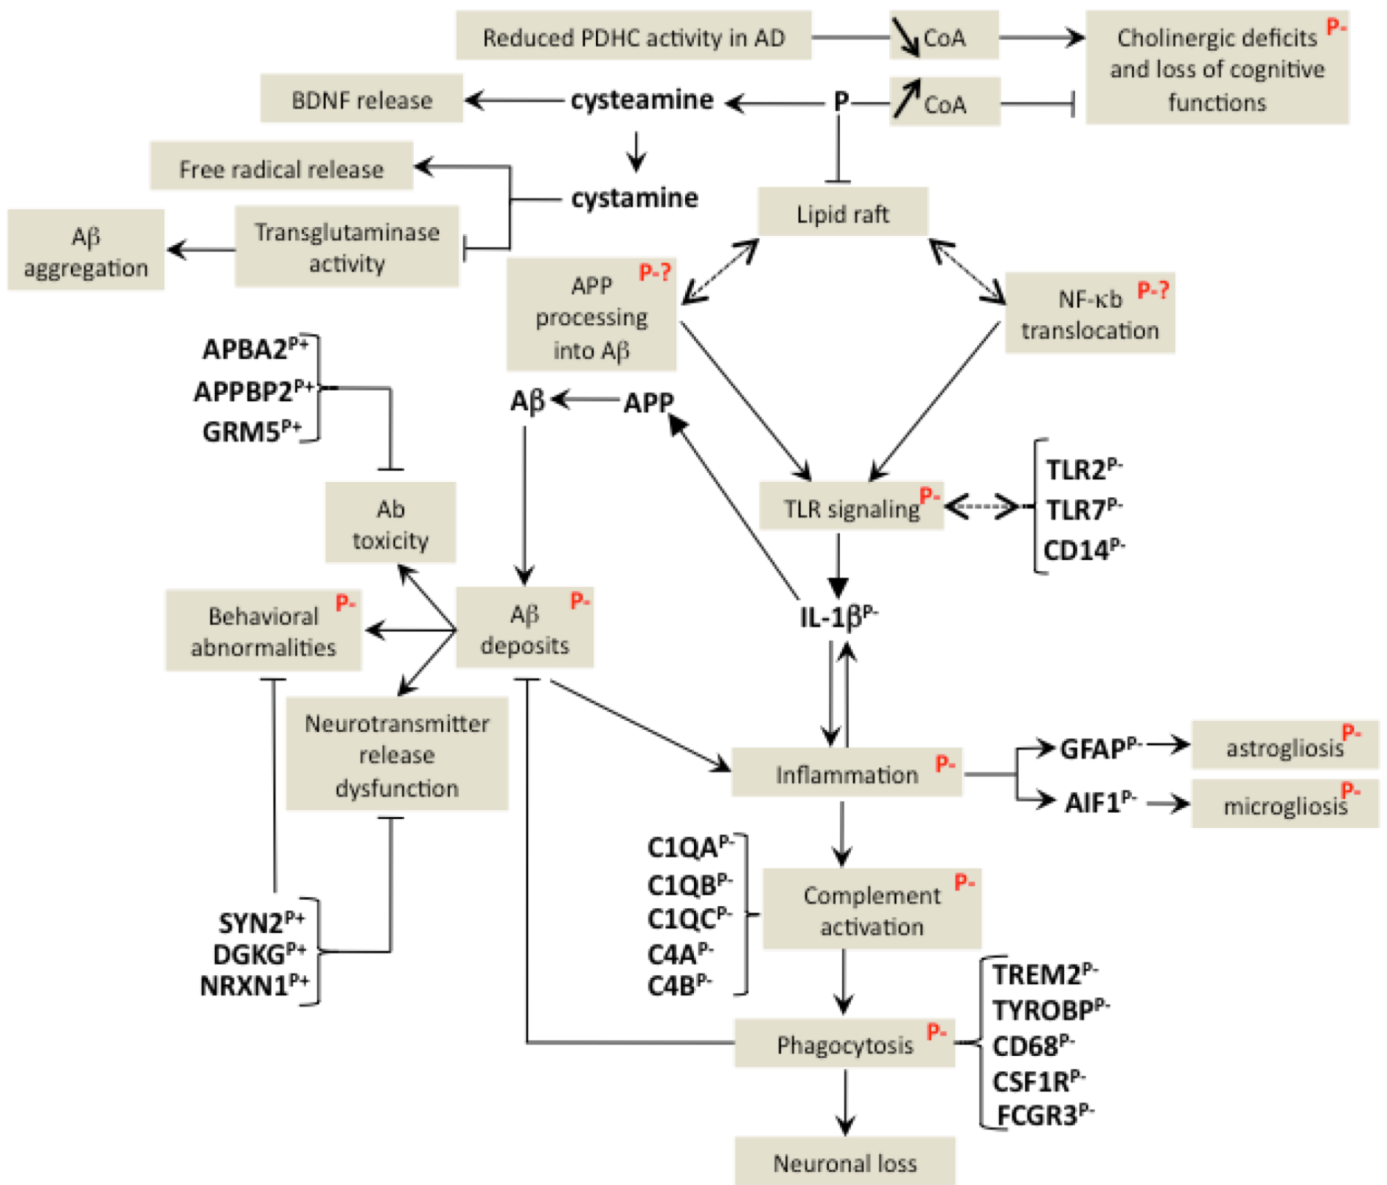 Reduced PDHC activity in AD
CoA
Cholinergic deficits P-
and loss of cognitive
functions
BDNF release
cysteamine
P
CoA
Free radical release
cystamine
Lipid raft
Aβ
aggregation
Transglutaminase
activity
APP P-?
processing
into Aβ
NF-κb P-?
translocation
APBA2P+
APPBP2P+
GRM5P+
Aβ
APP
TLR2P-
TLR7P-
CD14P-
TLR signaling P-
Ab
toxicity
Behavioral P-
abnormalities
Aβ P-
deposits
IL-1βP-
Neurotransmitter
release
dysfunction
Inflammation P-
GFAPP-
astrogliosis P-
AIF1P-
microgliosis P-
C1QAP-
C1QBP-
C1QCP-
C4AP-
C4BP-
Complement P-
activation
SYN2P+
DGKGP+
NRXN1P+
TREM2P-
TYROBPP-
CD68P-
CSF1RP-
FCGR3P-
Phagocytosis P-
Neuronal loss